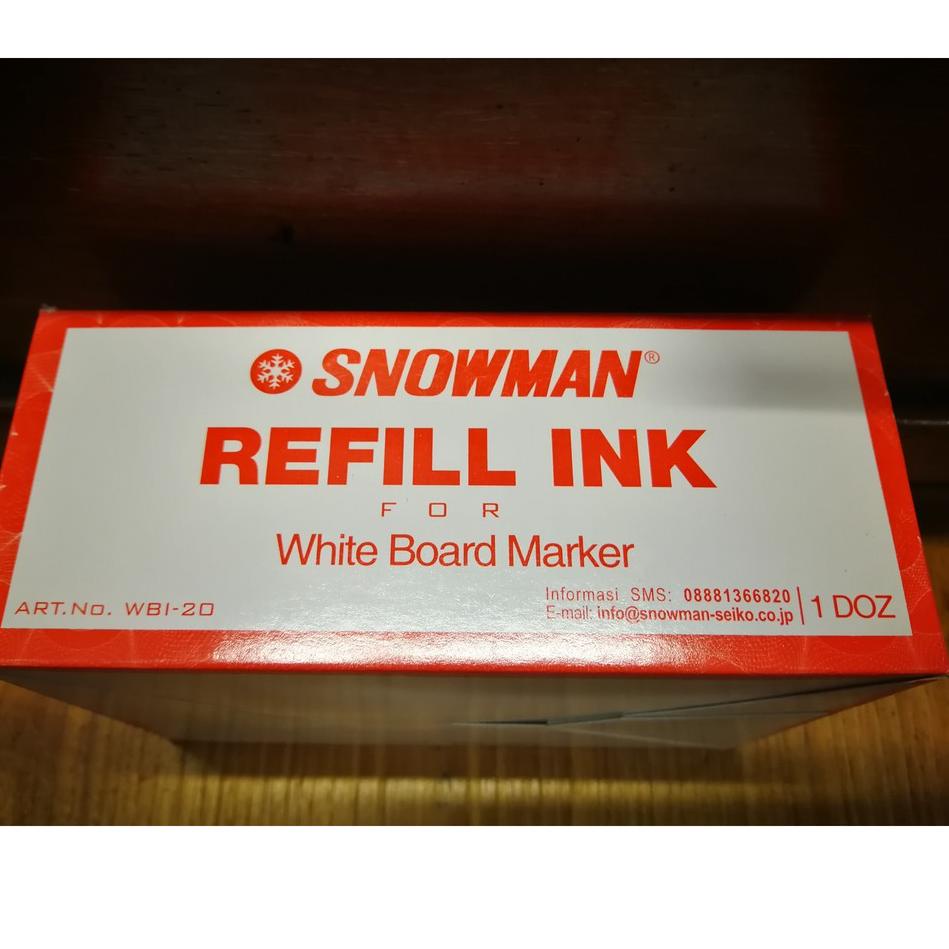 SNOWMAN®
REFILL INK
FOR
White Board Marker
ART.No. WBI-20
Informasi SMS: 08881366820
E-mail: info@snowman-seiko.co.jp
1 DOZ